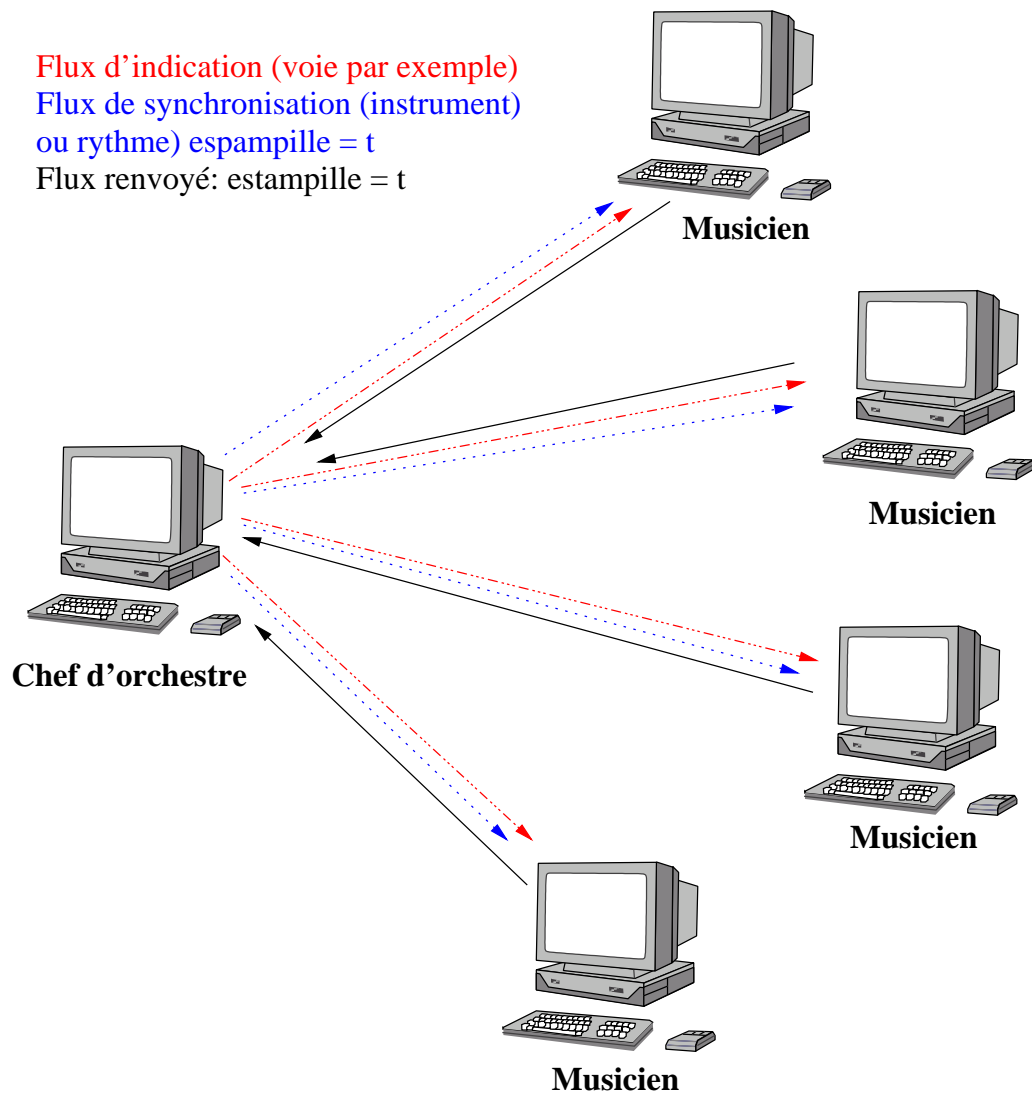 Flux d'indication (voie par exemple)
Flux de synchronisation (instrument)
ou rythme) espampille = t
Flux renvoyé: estampille = t
Musicien
Musicien
Chef d'orchestre
Musicien
Musicien